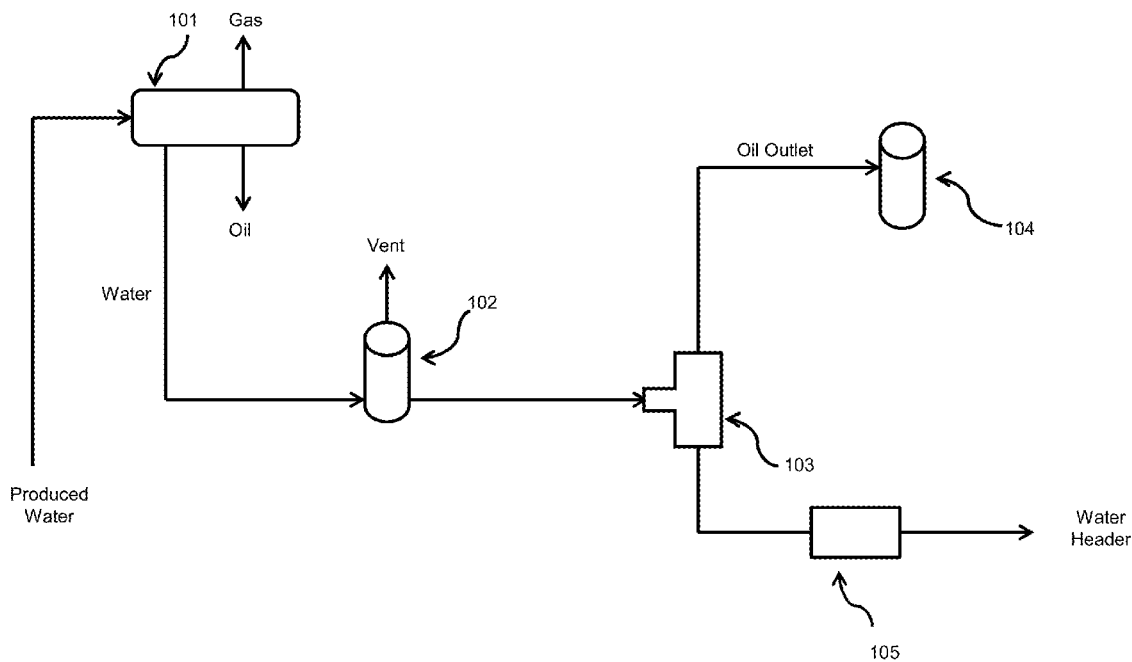 101
Gas
Oil Outlet
104
Oil
Vent
Water
102
103
Produced
Water
Water
Header
105